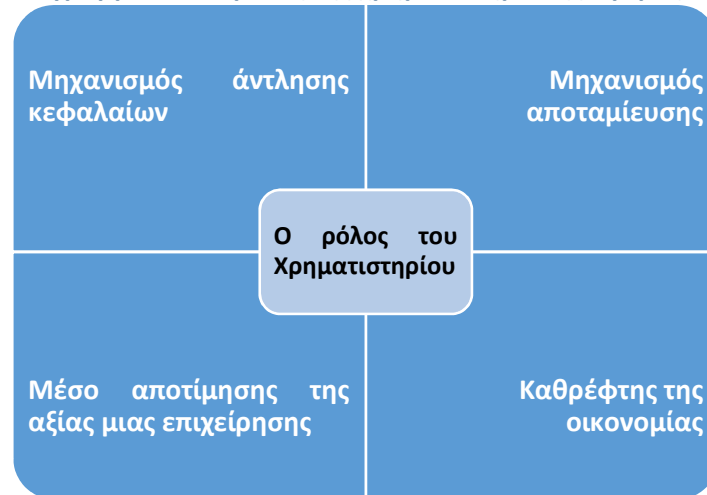 Μηχανισμός άντλησης
κεφαλαίων
Μηχανισμός
αποταμίευσης
Ο ρόλος του
Χρηματιστηρίου
Μέσο αποτίμησης της
αξίας μιας επιχείρησης
Καθρέφτης της
οικονομίας